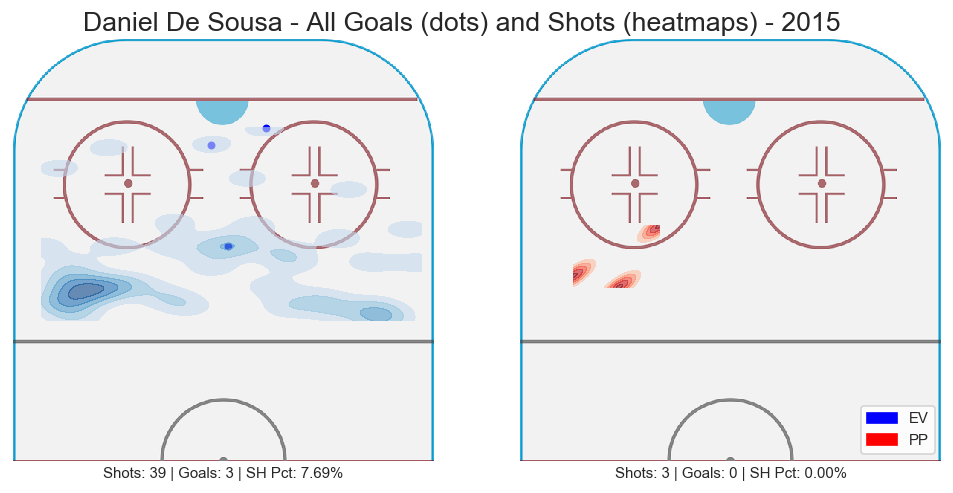 Daniel De Sousa - All Goals (dots) and Shots (heatmaps) - 2015
EV
PP
Shots: 39 | Goals: 3 | SH Pct: 7.69%
Shots: 3 | Goals: 0 | SH Pct: 0.00%